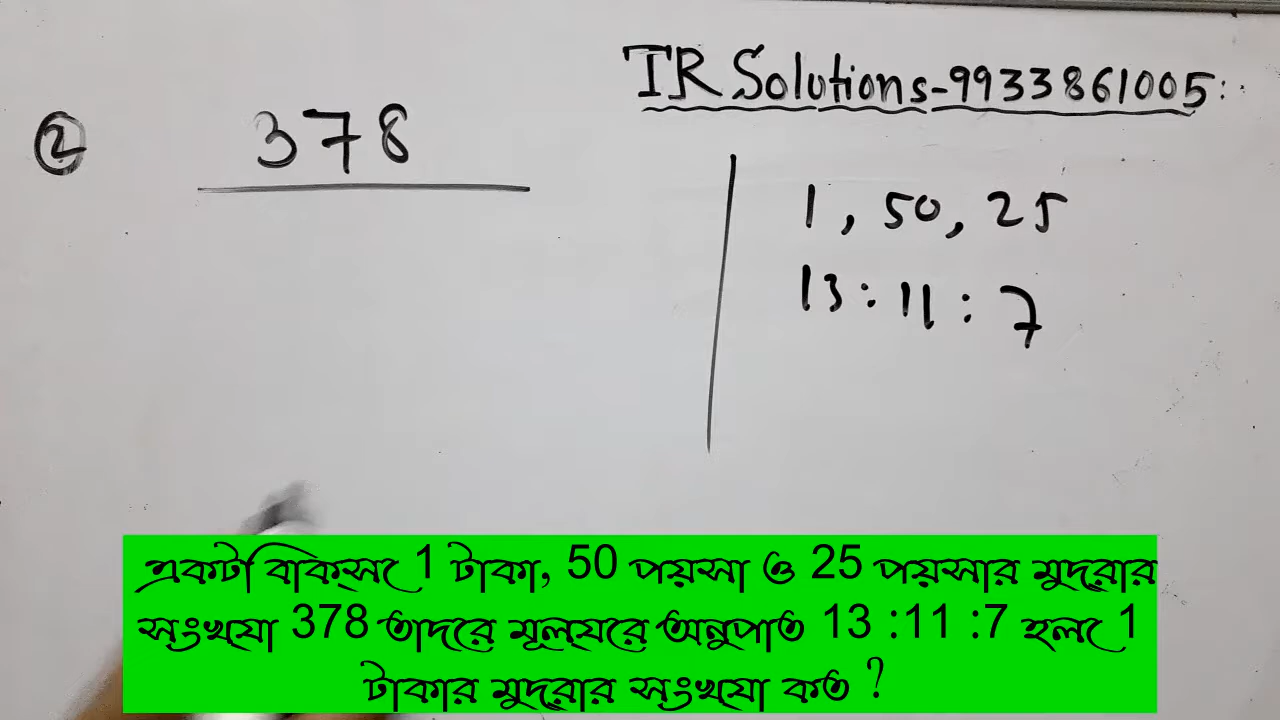 IR Solutions-9933861005:
② 378
1, 50, 25
13:11:7
একটা বাক্সে 1 টাকা, 50 পয়সা ও 25 পয়সার মুদ্রার
সংখ্যা 378 তাদের মূল্যের অনুপাত 13 :11 :7 হলে 1
টাকার মুদ্রার সংখ্যা কত ?